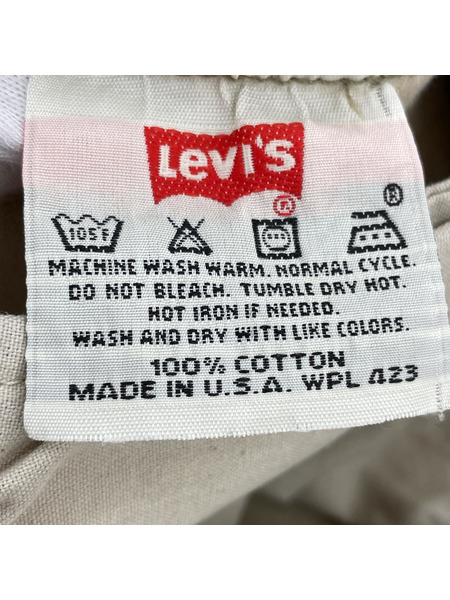 Levi's
®
®
105°F
MACHINE WASH WARM. NORMAL CYCLE.
DO NOT BLEACH. TUMBLE DRY HOT.
HOT IRON IF NEEDED.
WASH AND DRY WITH LIKE COLORS.
100% COTTON
MADE IN U.S.A. WPL 423